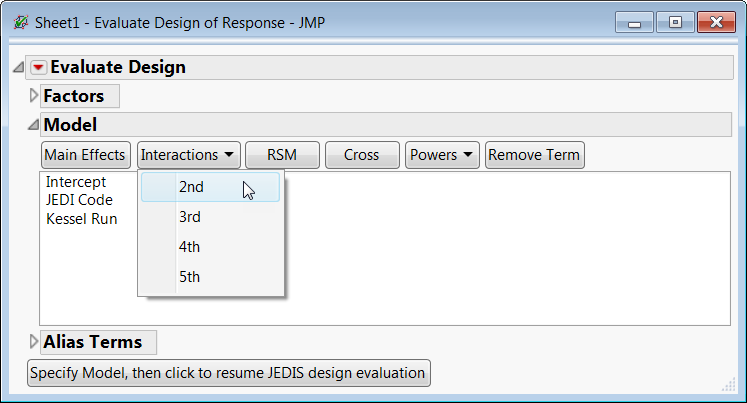 Sheet1 - Evaluate Design of Response - JMP
Evaluate Design
Factors
Model
Main Effects Interactions RSM Cross Powers Remove Term
Intercept
JEDI Code
Kessel Run
2nd
3rd
4th
5th
Alias Terms
Specify Model, then click to resume JEDIS design evaluation